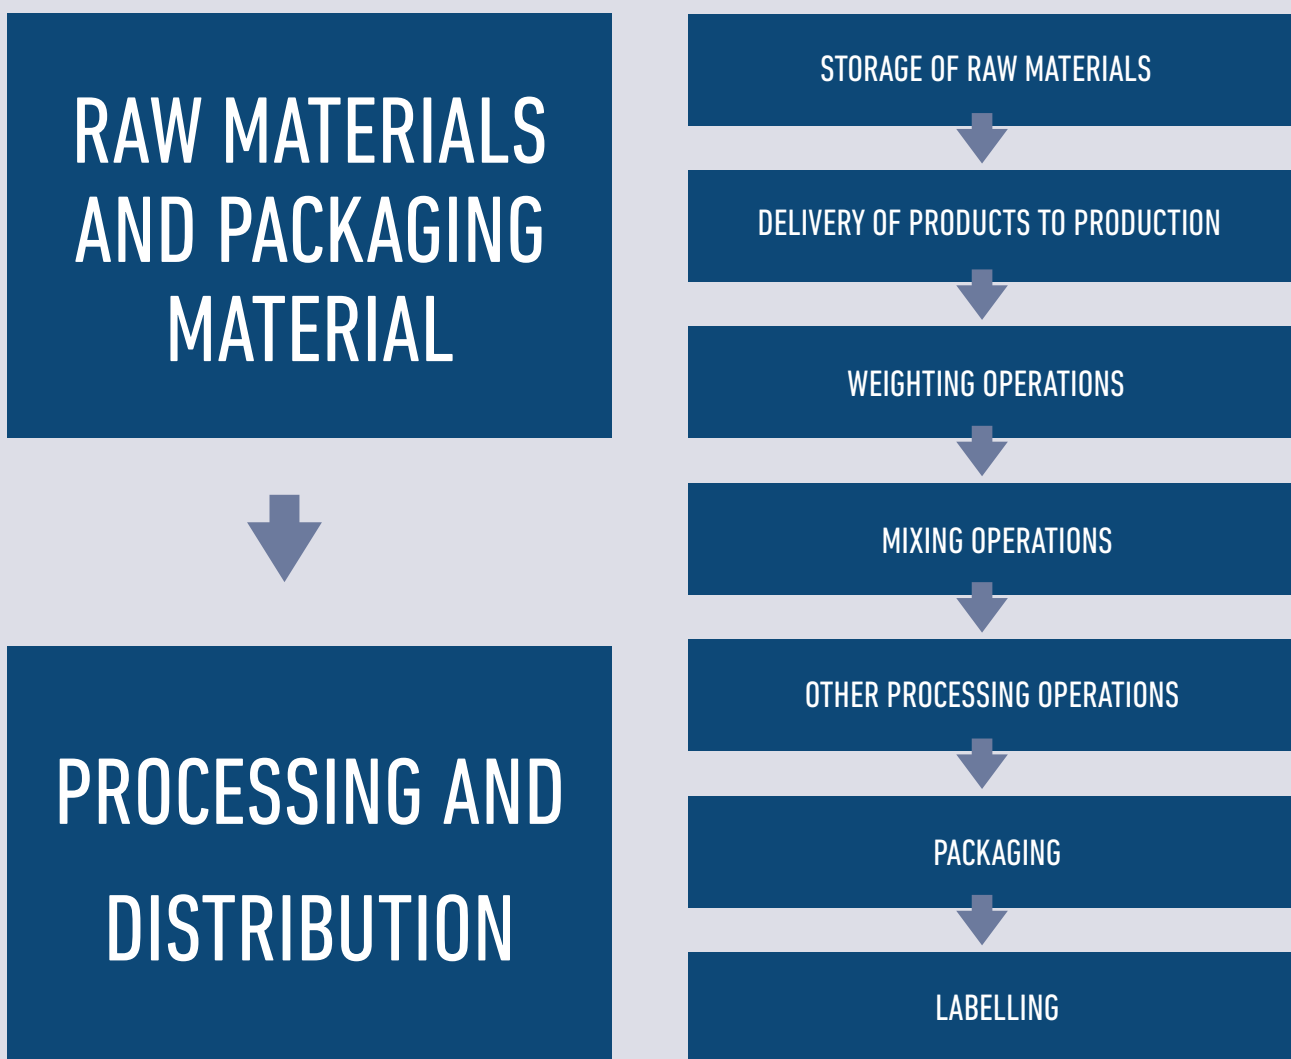 RAW MATERIALS
AND PACKAGING
MATERIAL
PROCESSING AND
DISTRIBUTION
STORAGE OF RAW MATERIALS
DELIVERY OF PRODUCTS TO PRODUCTION
WEIGHTING OPERATIONS
MIXING OPERATIONS
OTHER PROCESSING OPERATIONS
PACKAGING
LABELLING